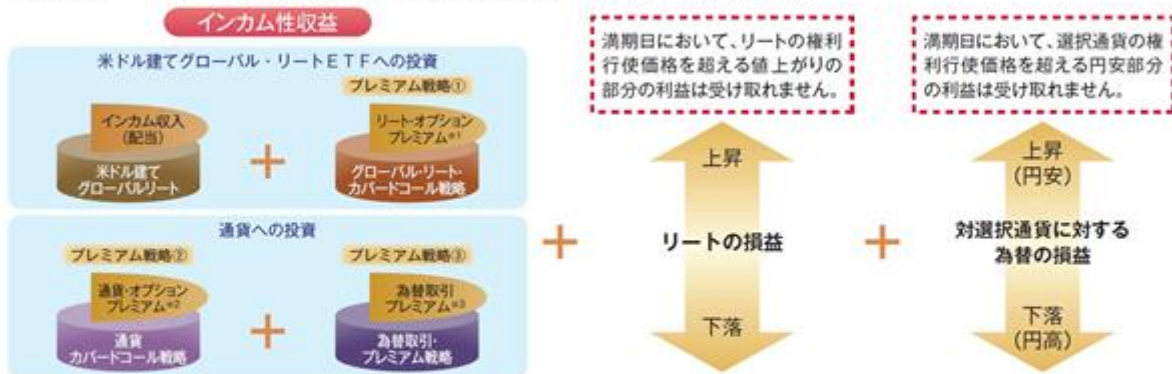 インカム性収益
米ドル建てグローバル・リートETFへの投資
プレミアム戦略①
インカム収入
(配当)
米ドル建て
グローバルリート
+
リート・オプション
プレミアム※1
グローバル・リート・
カバードコール戦略
通貨への投資
プレミアム戦略②
通貨・オプション
プレミアム※2
通貨
カバードコール戦略
+
プレミアム戦略③
為替取引
プレミアム※3
為替取引・
プレミアム戦略
+
満期日において、リートの権利
行使価格を超える値上がりの
部分の利益は受け取れません。
上昇
リートの損益
下落
+
満期日において、選択通貨の権
利行使価格を超える円安部分
の利益は受け取れません。
上昇
(円安)
対選択通貨に対する
為替の損益
下落
(円高)